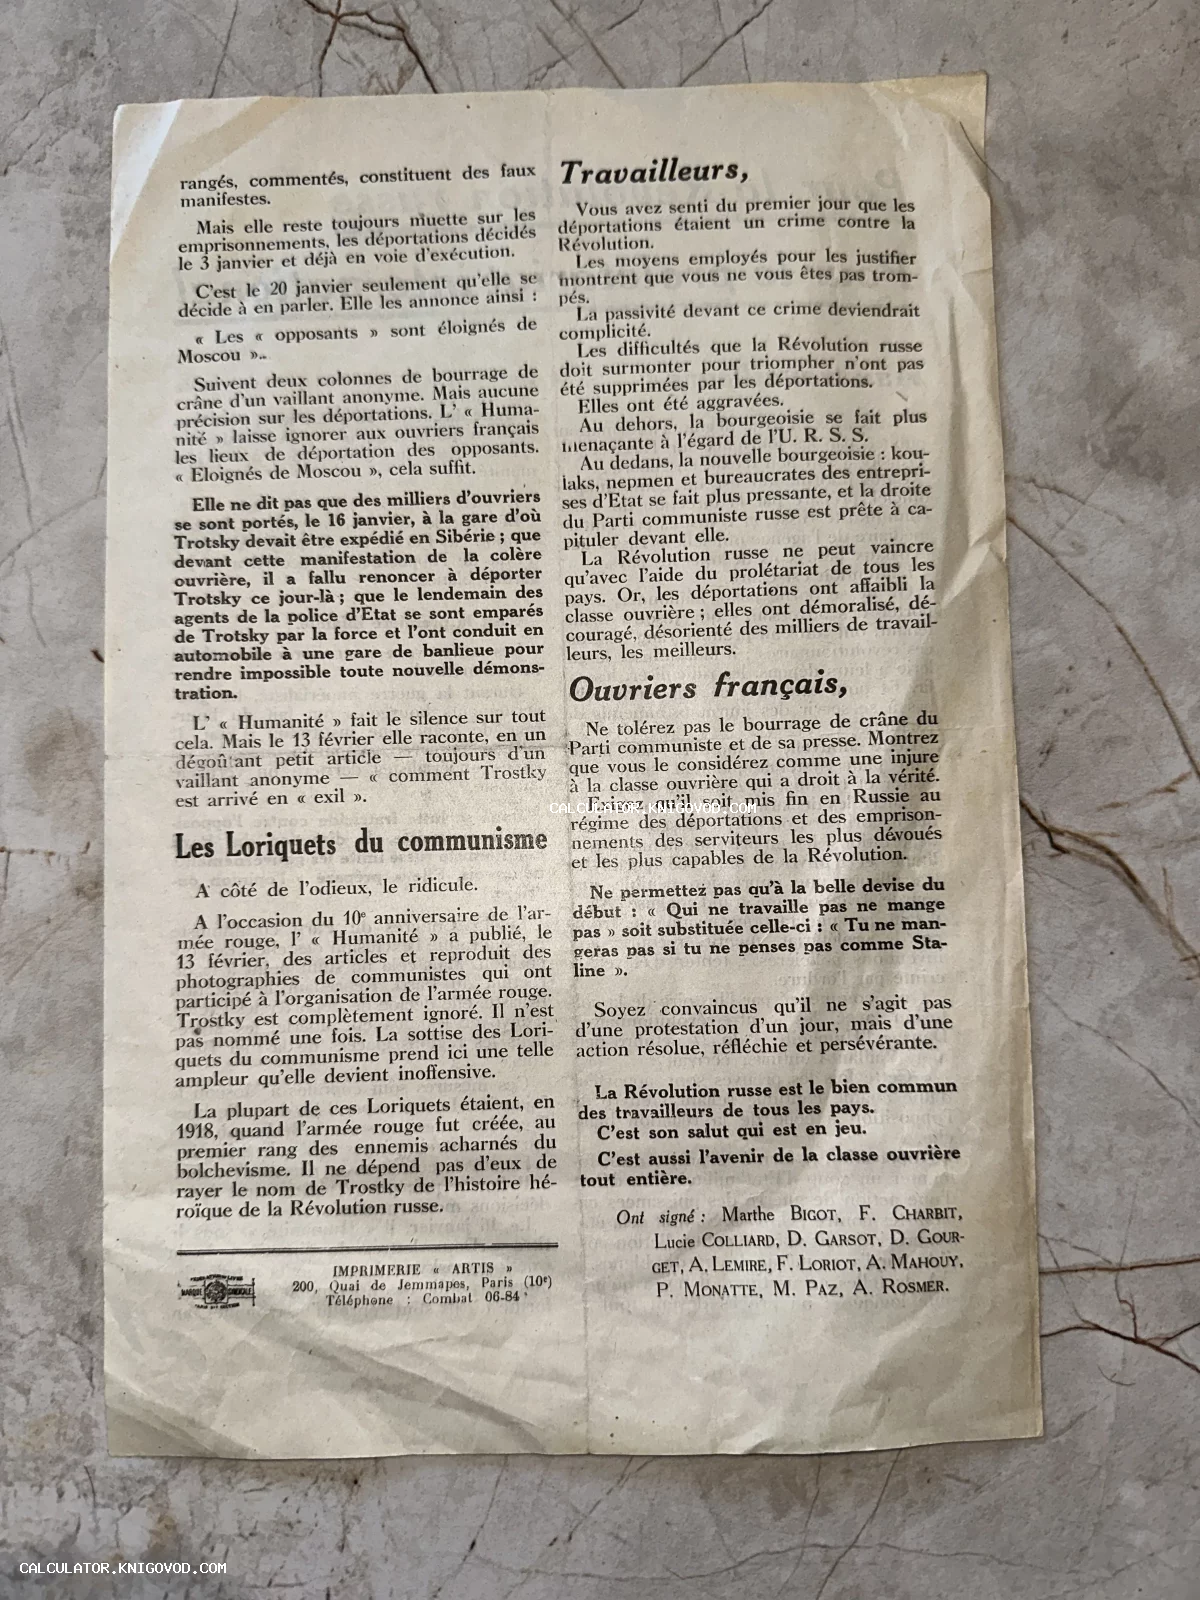 rangés, commentés, constituent des faux
manifestes.
Mais elle reste toujours muette sur les
emprisonnements, les déportations décidés
le 3 janvier et déjà en voie d'exécution.
C'est le 20 janvier seulement qu'elle se
décide à en parler. Elle les annonce ainsi :
« Les « opposants » sont éloignés de
Moscou »..
Suivent deux colonnes de bourrage de
crâne d'un vaillant anonyme. Mais aucune
précision sur les déportations. L' « Huma-
nité » laisse ignorer aux ouvriers français
les lieux de déportation des opposants.
« Eloignés de Moscou », cela suffit.
Elle ne dit pas que des milliers d'ouvriers
se sont portés, le 16 janvier, à la gare d'où
Trotsky devait être expédié en Sibérie ; que
devant cette manifestation de la colère
ouvrière, il a fallu renoncer à déporter
Trotsky ce jour-là ; que le lendemain des
agents de la police d'Etat se sont emparés
de Trotsky par la force et l'ont conduit en
automobile à une gare de banlieue pour
rendre impossible toute nouvelle démons-
tration.
L' « Humanité » fait le silence sur tout
cela. Mais le 13 février elle raconte, en un
dégoûtant petit article — toujours d'un
vaillant anonyme — « comment Trostky
est arrivé en « exil ».
Les Loriquets du communisme
A côté de l'odieux, le ridicule.
A l'occasion du 10e anniversaire de l'ar-
mée rouge, l' « Humanité » a publié, le
13 février, des articles et reproduit des
photographies de communistes qui ont
participé à l'organisation de l'armée rouge.
Trostky est complètement ignoré. Il n'est
pas nommé une fois. La sottise des Lori-
quets du communisme prend ici une telle
ampleur qu'elle devient inoffensive.
La plupart de ces Loriquets étaient, en
1918, quand l'armée rouge fut créée, au
premier rang des ennemis acharnés du
bolchevisme. Il ne dépend pas d'eux de
rayer le nom de Trostky de l'histoire hé-
roïque de la Révolution russe.
MARQUE SYNDICALE
IMPRIMERIE « ARTIS »
200, Quai de Jemmapes, Paris (10e)
Téléphone : Combat 06-84
Travailleurs,
Vous avez senti du premier jour que les
déportations étaient un crime contre la
Révolution.
Les moyens employés pour les justifier
montrent que vous ne vous êtes pas trom-
pés.
La passivité devant ce crime deviendrait
complicité.
Les difficultés que la Révolution russe
doit surmonter pour triompher n'ont pas
été supprimées par les déportations.
Elles ont été aggravées.
Au dehors, la bourgeoisie se fait plus
menaçante à l'égard de l'U. R. S. S.
Au dedans, la nouvelle bourgeoisie : kou-
laks, nepmen et bureaucrates des entrepri-
ses d'Etat se fait plus pressante, et la droite
du Parti communiste russe est prête à ca-
pituler devant elle.
La Révolution russe ne peut vaincre
qu'avec l'aide du prolétariat de tous les
pays. Or, les déportations ont affaibli la
classe ouvrière ; elles ont démoralisé, dé-
couragé, désorienté des milliers de travail-
leurs, les meilleurs.
Ouvriers français,
Ne tolérez pas le bourrage de crâne du
Parti communiste et de sa presse. Montrez
que vous le considérez comme une injure
à la classe ouvrière qui a droit à la vérité.
Exigez qu'il soit mis fin en Russie au
régime des déportations et des emprison-
nements des serviteurs les plus dévoués
et les plus capables de la Révolution.
Ne permettez pas qu'à la belle devise du
début : « Qui ne travaille pas ne mange
pas » soit substituée celle-ci : « Tu ne man-
geras pas si tu ne penses pas comme Sta-
line ».
Soyez convaincus qu'il ne s'agit pas
d'une protestation d'un jour, mais d'une
action résolue, réfléchie et persévérante.
La Révolution russe est le bien commun
des travailleurs de tous les pays.
C'est son salut qui est en jeu.
C'est aussi l'avenir de la classe ouvrière
tout entière.
Ont signé : Marthe BIGOT, F. CHARBIT,
Lucie COLLIARD, D. GARSOT, D. GOUR-
GET, A. LEMIRE, F. LORIOT, A. MAHOUY,
P. MONATTE, M. PAZ, A. ROSMER.
CALCULATOR.KNIGOVOD.COM
CALCULATOR.KNIGOVOD.COM